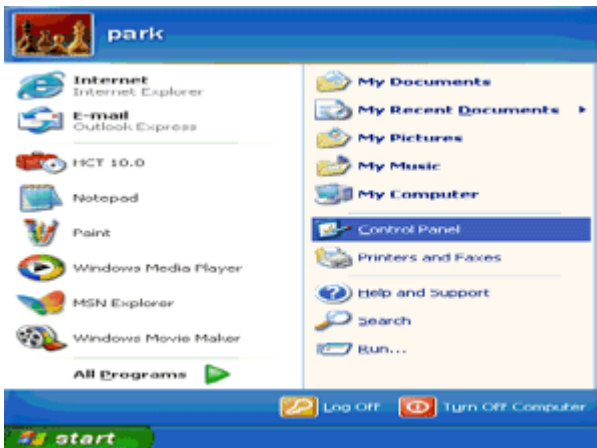 park
Internet
Internet Explorer
E-mail
Outlook Express
HCT 10.0
Notepad
Paint
Windows Media Player
MSN Explorer
Windows Movie Maker
All Programs
My Documents
My Recent Documents
My Pictures
My Music
My Computer
Control Panel
Printers and Faxes
Help and Support
Search
Run...
Log Off
Turn Off Computer
start